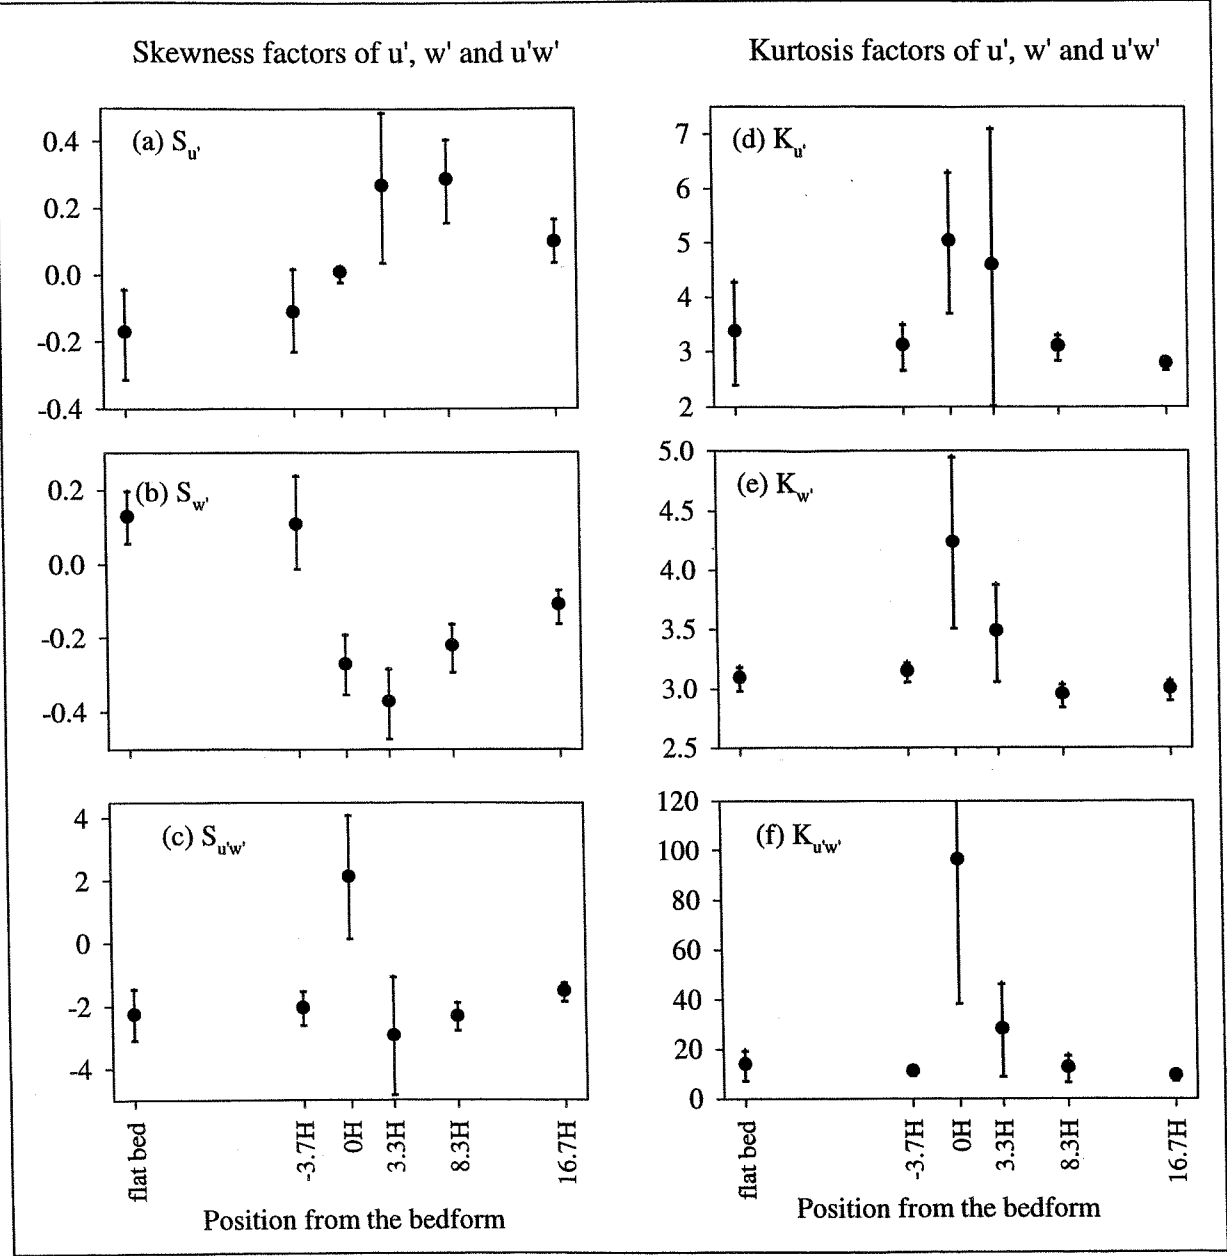 Skewness factors of u', w' and u'w'
Kurtosis factors of u', w' and u'w'
(a) Su'
0.4
0.2
0.0
-0.2
-0.4
(d) Ku'
7
6
5
4
3
2
(b) Sw'
0.2
0.0
-0.2
-0.4
(e) Kw'
5.0
4.5
4.0
3.5
3.0
2.5
(c) Su'w'
4
2
0
-2
-4
(f) Ku'w'
120
100
80
60
40
20
0
flat bed
-3.7H
0H
3.3H
8.3H
16.7H
flat bed
-3.7H
0H
3.3H
8.3H
16.7H
Position from the bedform
Position from the bedform